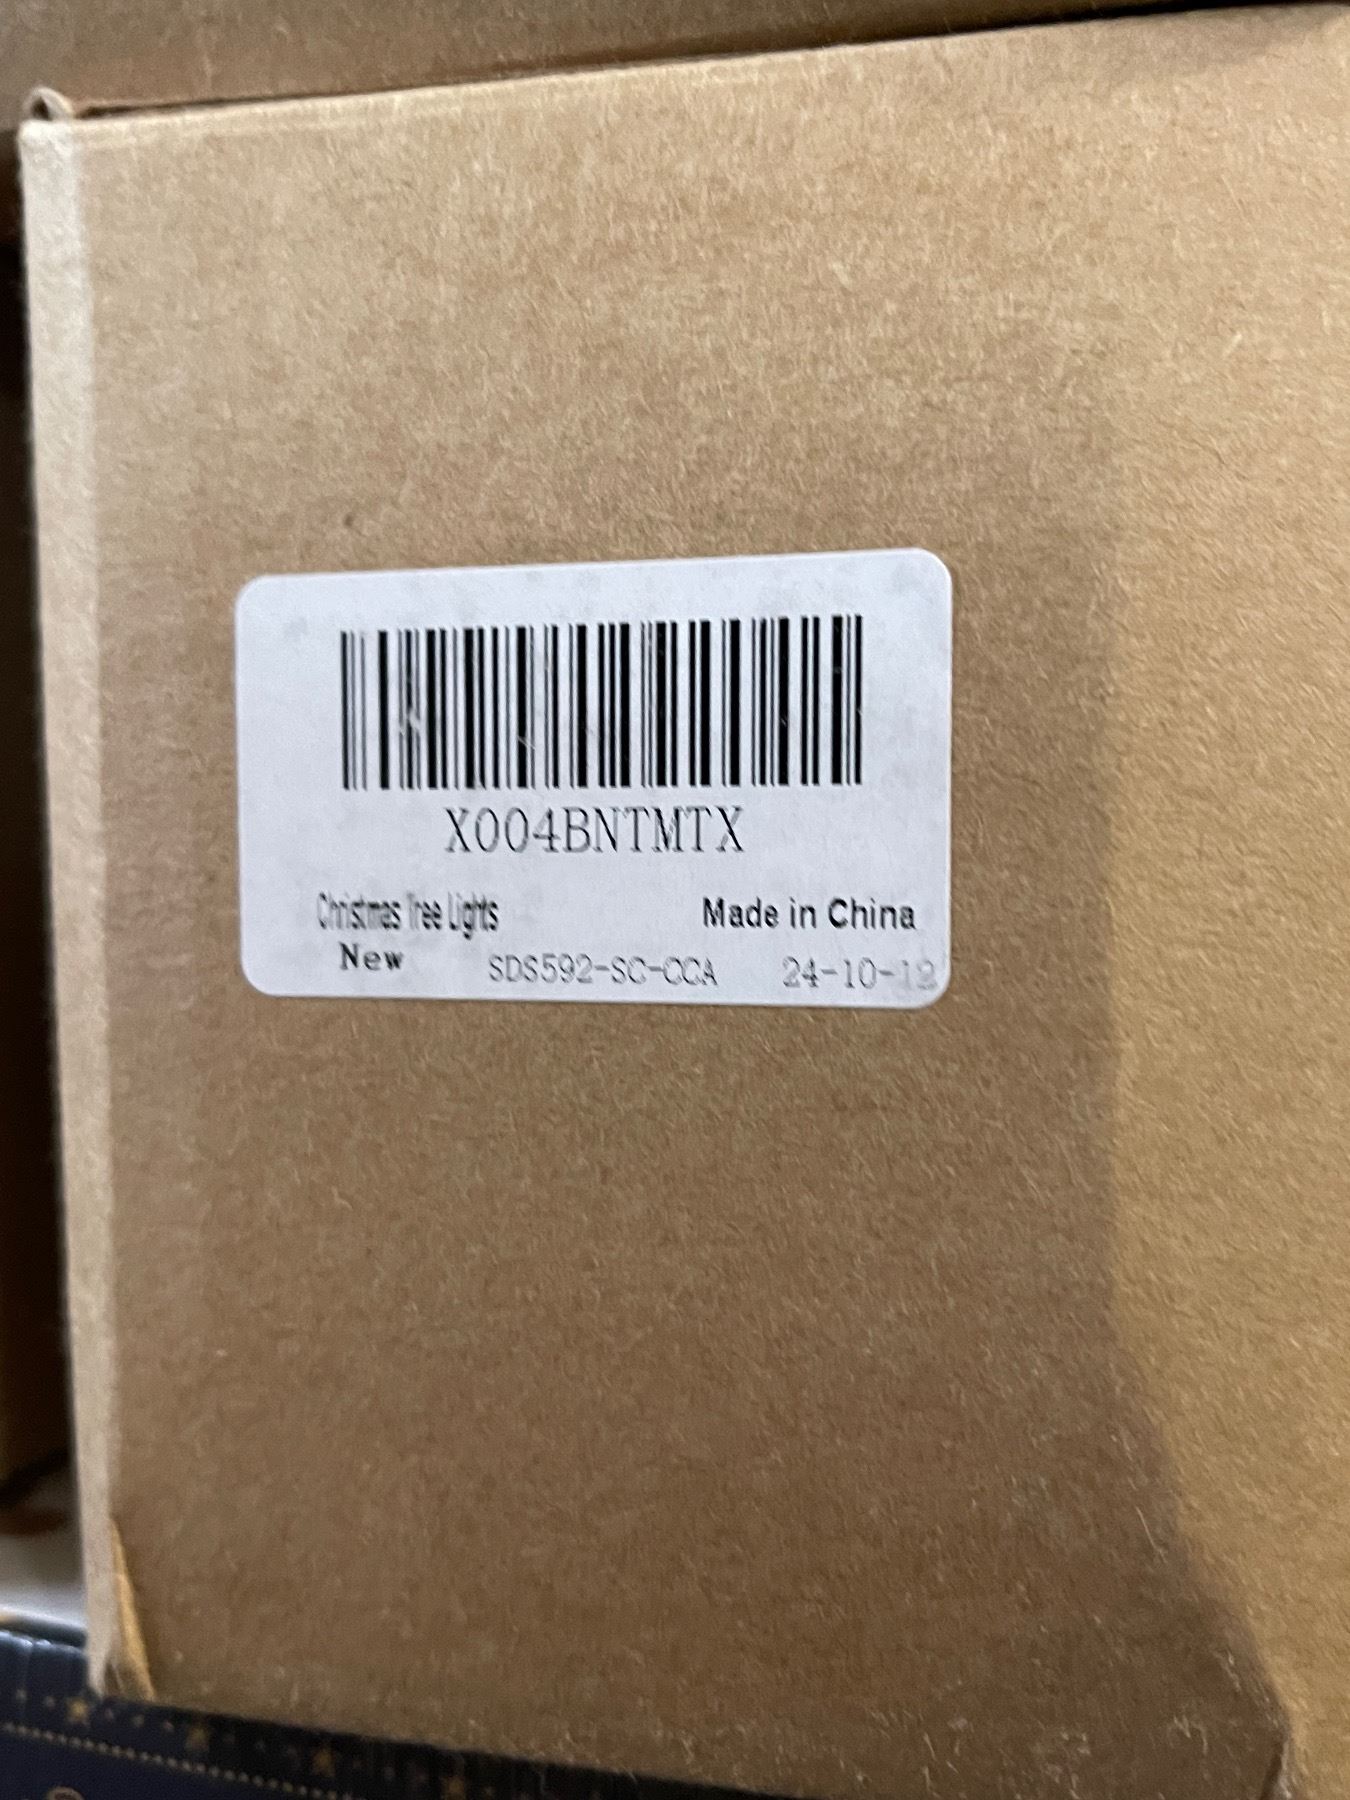 X004BNTMTX
Christmas Tree Lights Made in China
New SDS592-SC-CCA 24-10-12